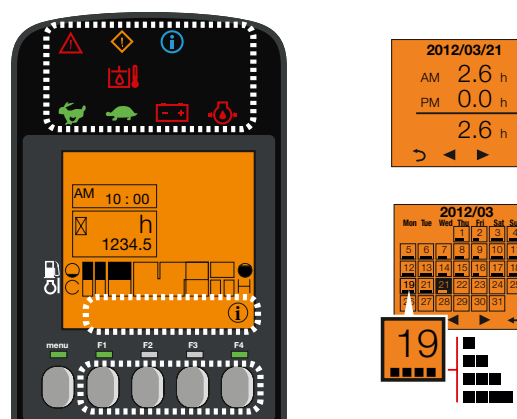 AM 10 : 00
h
1234.5
C H
menu F1 F2 F3 F4
2012/03/21
AM 2.6 h
PM 0.0 h
2.6 h
2012/03
Mon Tue Wed Thu Fri Sat Su
1 2 3 4
5 6 7 8 9 10 11
12 13 14 15 16 17 18
19 20 21 22 23 24 25
27 28 29 30 31
19